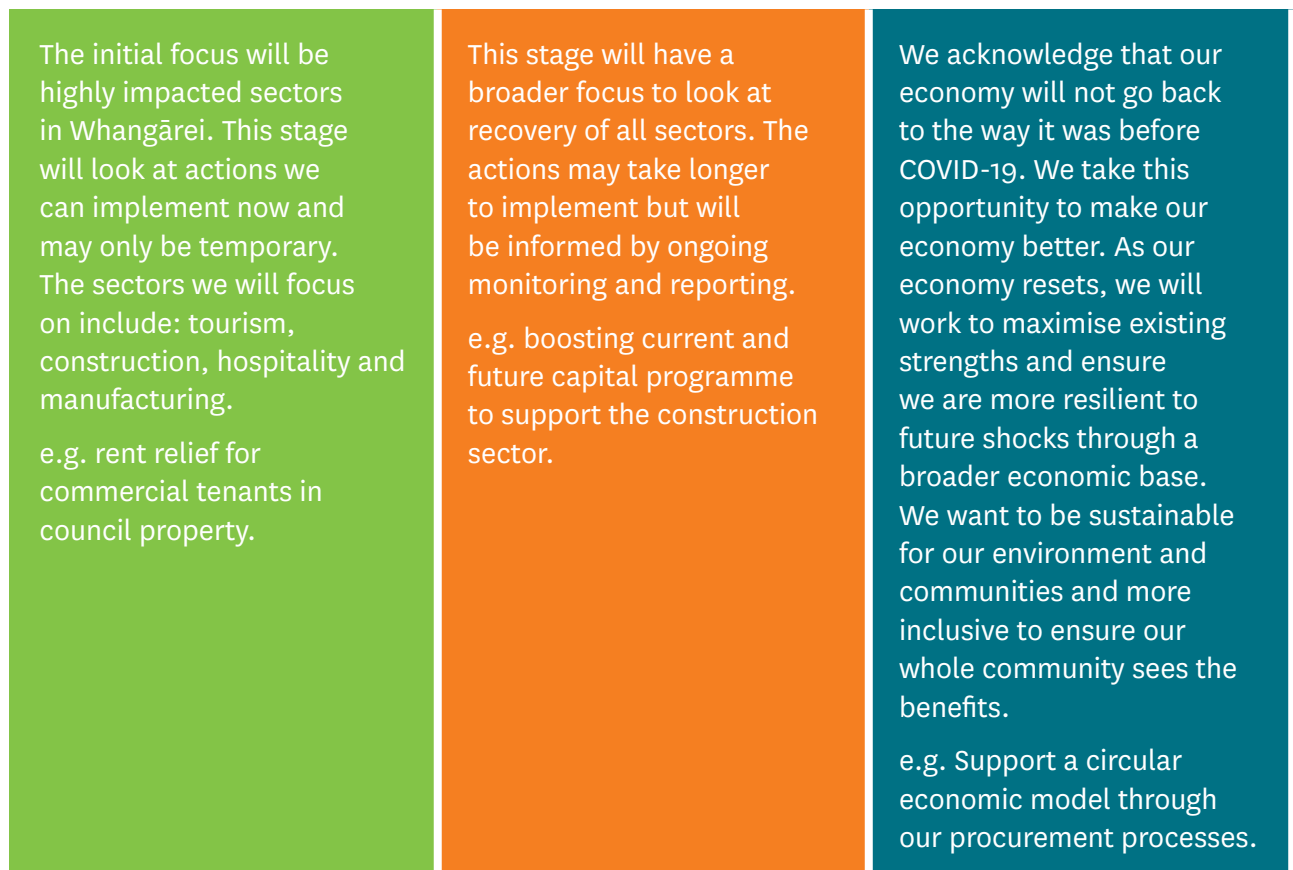 The initial focus will be
highly impacted sectors
in Whangārei. This stage
will look at actions we
can implement now and
may only be temporary.
The sectors we will focus
on include: tourism,
construction, hospitality and
manufacturing.
e.g. rent relief for
commercial tenants in
council property.
This stage will have a
broader focus to look at
recovery of all sectors. The
actions may take longer
to implement but will
be informed by ongoing
monitoring and reporting.
e.g. boosting current and
future capital programme
to support the construction
sector.
We acknowledge that our
economy will not go back
to the way it was before
COVID-19. We take this
opportunity to make our
economy better. As our
economy resets, we will
work to maximise existing
strengths and ensure
we are more resilient to
future shocks through a
broader economic base.
We want to be sustainable
for our environment and
communities and more
inclusive to ensure our
whole community sees the
benefits.
e.g. Support a circular
economic model through
our procurement processes.